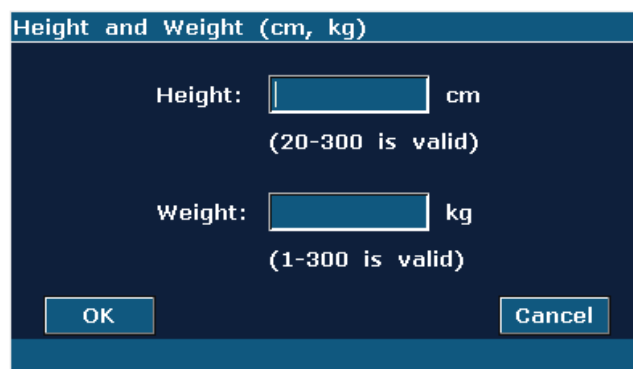 Height and Weight (cm, kg)
Height: cm
(20-300 is valid)
Weight: kg
(1-300 is valid)
OK Cancel